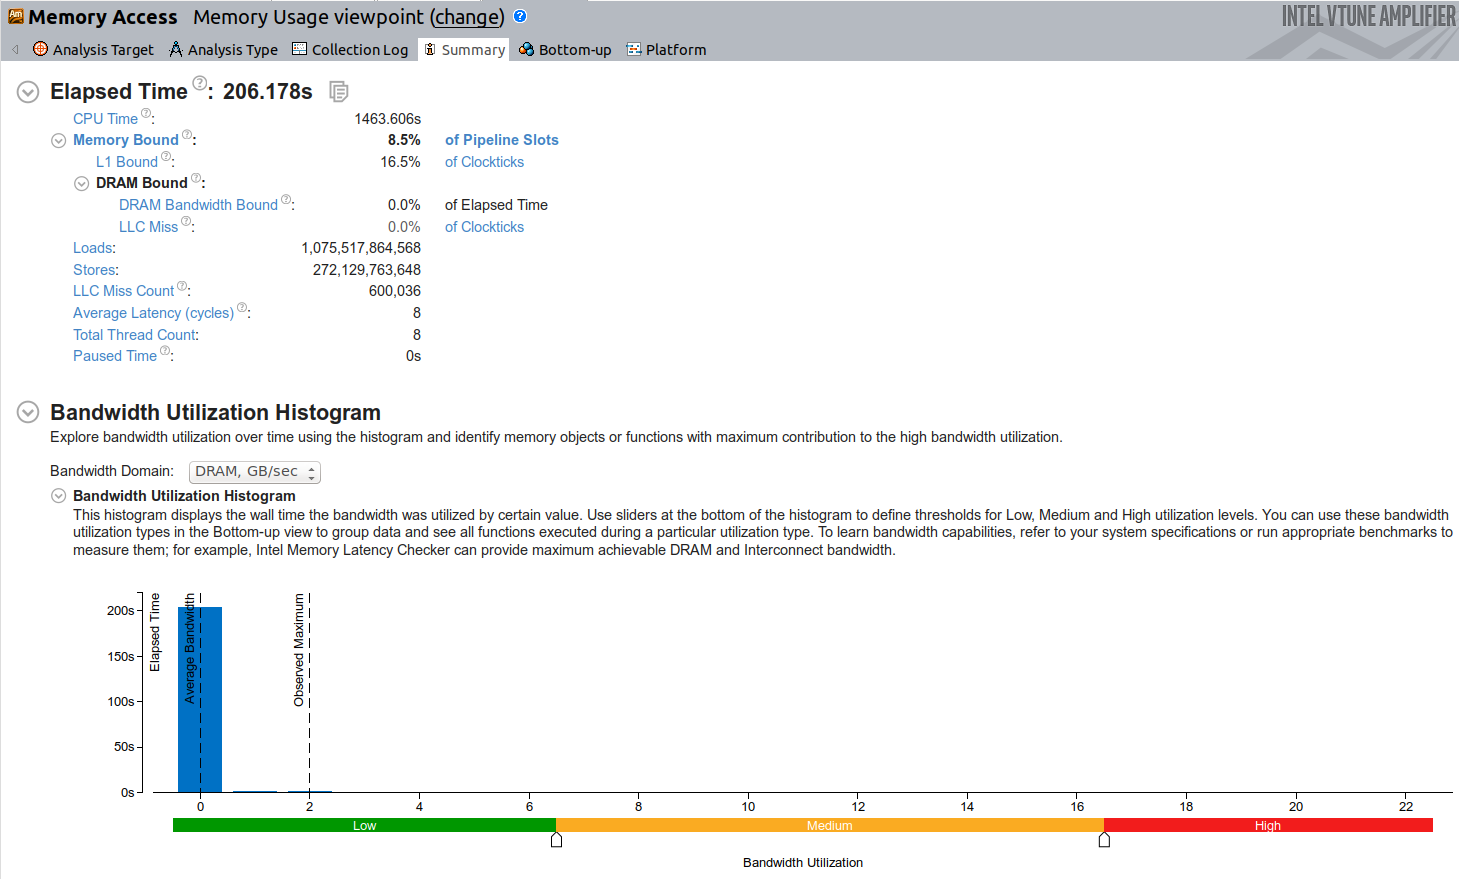 Am Memory Access Memory Usage viewpoint (change) ?
INTEL VTUNE AMPLIFIER
Analysis Target Analysis Type Collection Log Summary Bottom-up Platform
Elapsed Time ?: 206.178s
CPU Time ?: 1463.606s
Memory Bound ?: 8.5% of Pipeline Slots
L1 Bound ?: 16.5% of Clockticks
DRAM Bound ?:
DRAM Bandwidth Bound ?: 0.0% of Elapsed Time
LLC Miss ?: 0.0% of Clockticks
Loads: 1,075,517,864,568
Stores: 272,129,763,648
LLC Miss Count ?: 600,036
Average Latency (cycles) ?: 8
Total Thread Count: 8
Paused Time ?: 0s
Bandwidth Utilization Histogram
Explore bandwidth utilization over time using the histogram and identify memory objects or functions with maximum contribution to the high bandwidth utilization.
Bandwidth Domain: DRAM, GB/sec
Bandwidth Utilization Histogram
This histogram displays the wall time the bandwidth was utilized by certain value. Use sliders at the bottom of the histogram to define thresholds for Low, Medium and High utilization levels. You can use these bandwidth
utilization types in the Bottom-up view to group data and see all functions executed during a particular utilization type. To learn bandwidth capabilities, refer to your system specifications or run appropriate benchmarks to
measure them; for example, Intel Memory Latency Checker can provide maximum achievable DRAM and Interconnect bandwidth.
Elapsed Time
Average Bandwidth
Observed Maximum
200s
150s
100s
50s
0s
0 2 4 6 8 10 12 14 16 18 20 22
Low Medium High
Bandwidth Utilization